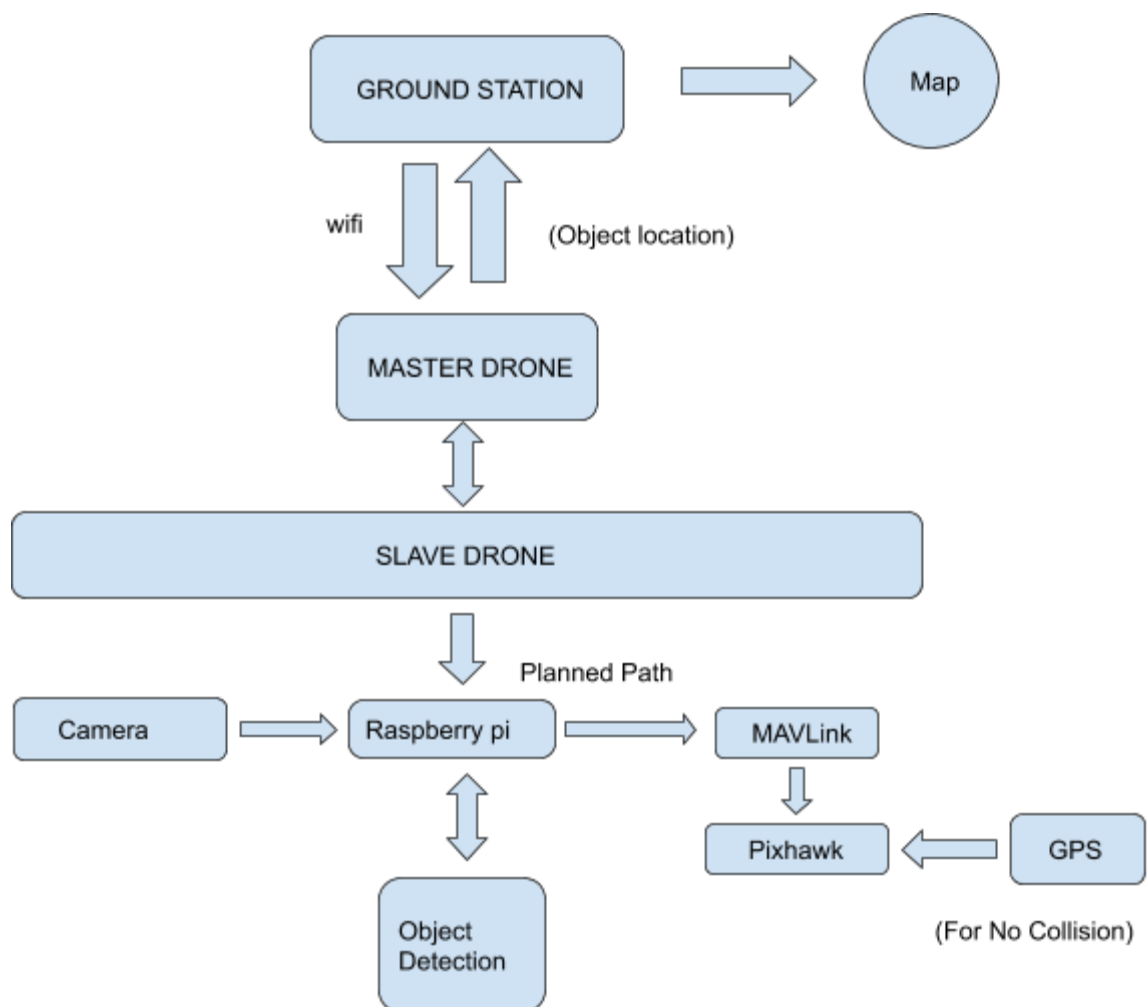 GROUND STATION
Map
wifi
(Object location)
MASTER DRONE
SLAVE DRONE
Planned Path
Camera
Raspberry pi
MAVLink
Pixhawk
GPS
Object
Detection
(For No Collision)